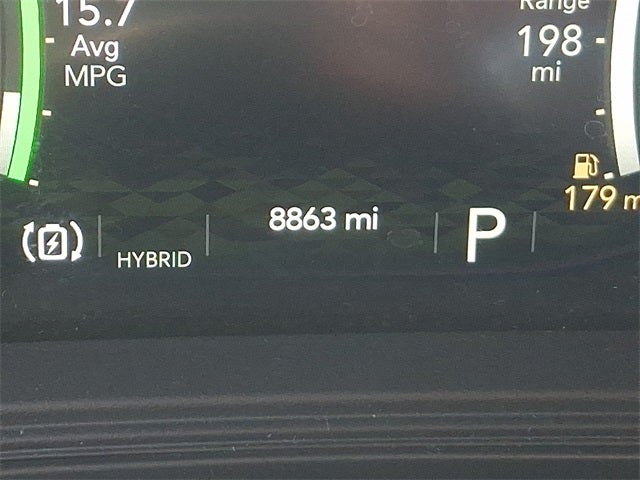 15.7
Avg
MPG
Range
198
mi
179 m
8863 mi
P
HYBRID